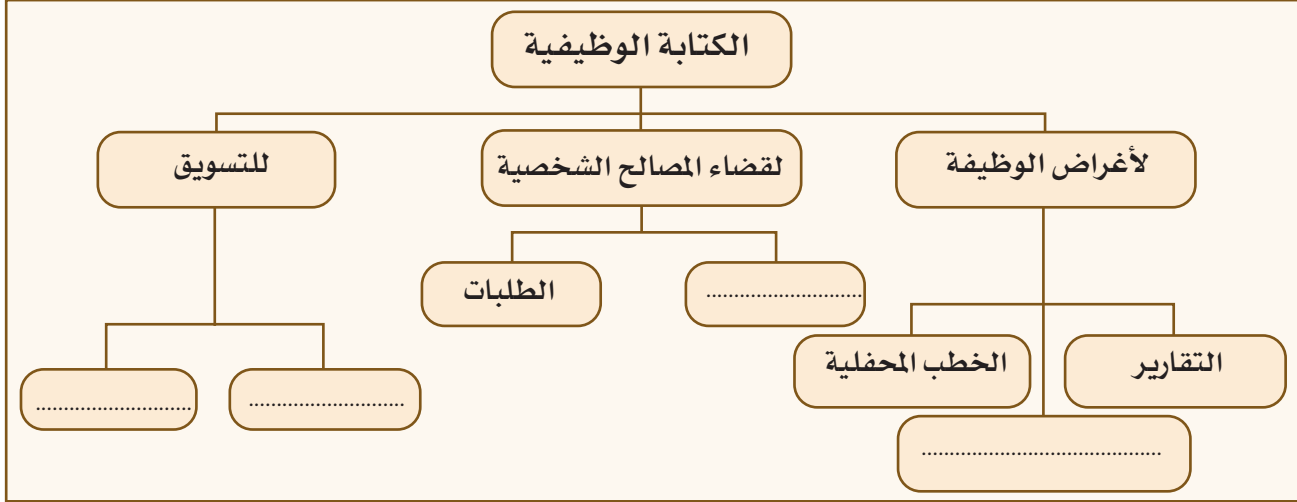 الكتابة الوظيفية
لأغراض الوظيفة
لقضاء المصالح الشخصية
للتسويق
............................
الطلبات
التقارير
الخطب المحفلية
............................
............................
...........................................